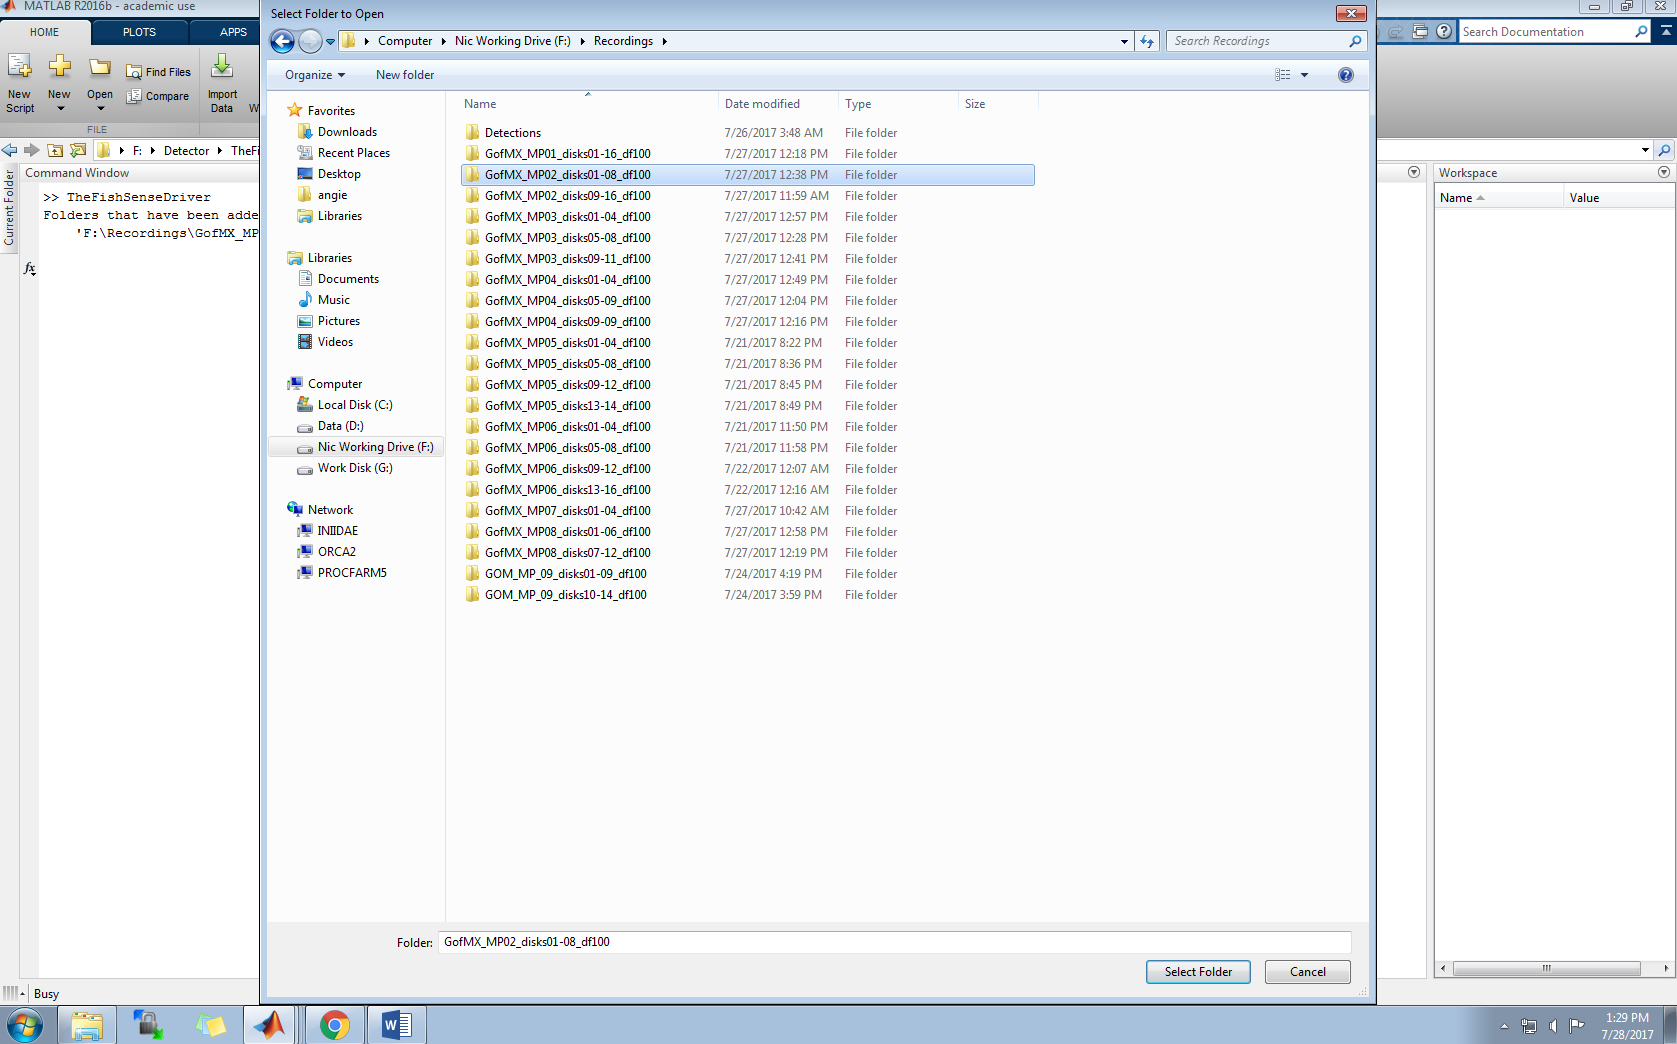 MATLAB R2016b - academic use
Select Folder to Open
HOME PLOTS APPS
Computer Nic Working Drive (F:) Recordings
Search Recordings
Search Documentation
Organize New folder
New Script
New
Open
Find Files
Compare
Import Data
FILE
F: Detector
Current Folder
Command Window
>> TheFishSenseDriver
Folders that have been adde
'F:\Recordings\GofMX_MP
fx
Favorites
Downloads
Recent Places
Desktop
angie
Libraries
Libraries
Documents
Music
Pictures
Videos
Computer
Local Disk (C:)
Data (D:)
Nic Working Drive (F:)
Work Disk (G:)
Network
INIIDAE
ORCA2
PROCFARM5
Name Date modified Type Size
Detections 7/26/2017 3:48 AM File folder
GofMX_MP01_disks01-16_df100 7/27/2017 12:18 PM File folder
GofMX_MP02_disks01-08_df100 7/27/2017 12:38 PM File folder
GofMX_MP02_disks09-16_df100 7/27/2017 11:59 AM File folder
GofMX_MP03_disks01-04_df100 7/27/2017 12:57 PM File folder
GofMX_MP03_disks05-08_df100 7/27/2017 12:28 PM File folder
GofMX_MP03_disks09-11_df100 7/27/2017 12:41 PM File folder
GofMX_MP04_disks01-04_df100 7/27/2017 12:49 PM File folder
GofMX_MP04_disks05-09_df100 7/27/2017 12:04 PM File folder
GofMX_MP04_disks09-09_df100 7/27/2017 12:16 PM File folder
GofMX_MP05_disks01-04_df100 7/21/2017 8:22 PM File folder
GofMX_MP05_disks05-08_df100 7/21/2017 8:36 PM File folder
GofMX_MP05_disks09-12_df100 7/21/2017 8:45 PM File folder
GofMX_MP05_disks13-14_df100 7/21/2017 8:49 PM File folder
GofMX_MP06_disks01-04_df100 7/21/2017 11:50 PM File folder
GofMX_MP06_disks05-08_df100 7/21/2017 11:58 PM File folder
GofMX_MP06_disks09-12_df100 7/22/2017 12:07 AM File folder
GofMX_MP06_disks13-16_df100 7/22/2017 12:16 AM File folder
GofMX_MP07_disks01-04_df100 7/27/2017 10:42 AM File folder
GofMX_MP08_disks01-06_df100 7/27/2017 12:58 PM File folder
GofMX_MP08_disks07-12_df100 7/27/2017 12:19 PM File folder
GOM_MP_09_disks01-09_df100 7/24/2017 4:19 PM File folder
GOM_MP_09_disks10-14_df100 7/24/2017 3:59 PM File folder
Workspace
Name Value
Folder: GofMX_MP02_disks01-08_df100
Select Folder Cancel
Busy
1:29 PM
7/28/2017